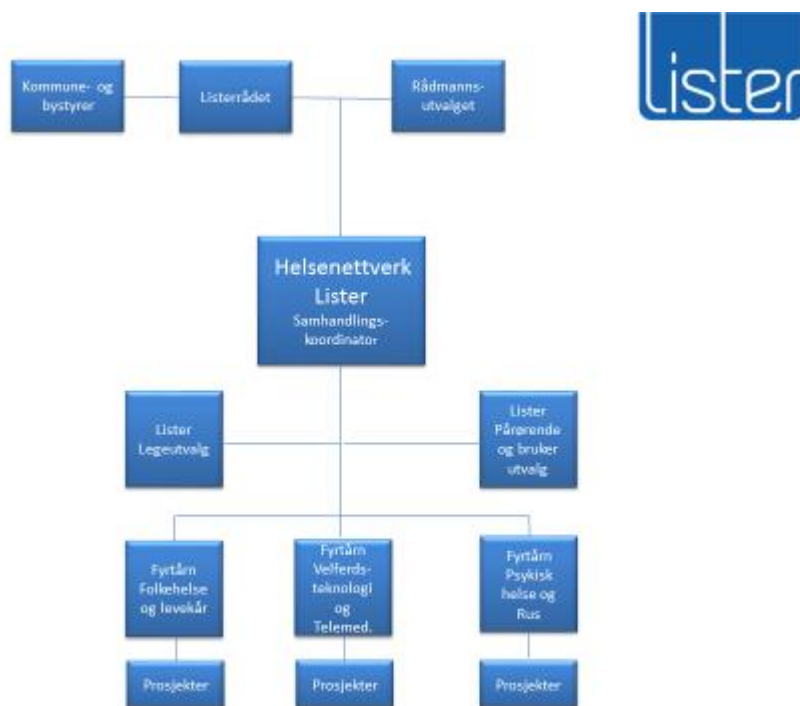 Kommune- og
bystyrer
Listerrådet
Rådmanns-
utvalget
Lister
Helsenettverk
Lister
Samhandlings-
koordinator
Lister
Legeutvalg
Lister
Pårørende
og bruker
utvalg
Fyrtårn
Folkehelse
og levekår
Fyrtårn
Velferds-
teknologi
og
Telemed.
Fyrtårn
Psykisk
helse og
Rus
Prosjekter
Prosjekter
Prosjekter